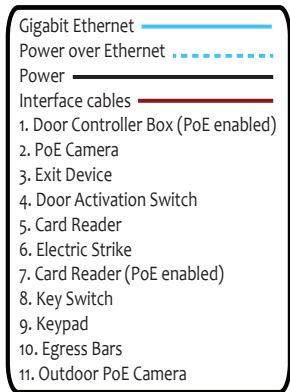 Gigabit Ethernet
Power over Ethernet
Power
Interface cables
1. Door Controller Box (PoE enabled)
2. PoE Camera
3. Exit Device
4. Door Activation Switch
5. Card Reader
6. Electric Strike
7. Card Reader (PoE enabled)
8. Key Switch
9. Keypad
10. Egress Bars
11. Outdoor PoE Camera